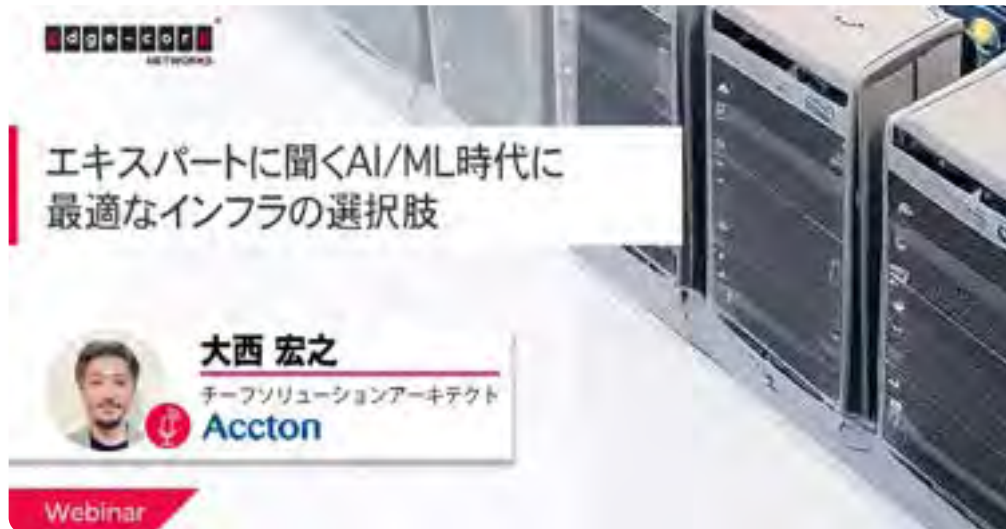 Edge-corE
NETWORKS
エキスパートに聞くAI/ML時代に
最適なインフラの選択肢
大西 宏之
チーフソリューションアーキテクト
Accton
Webinar